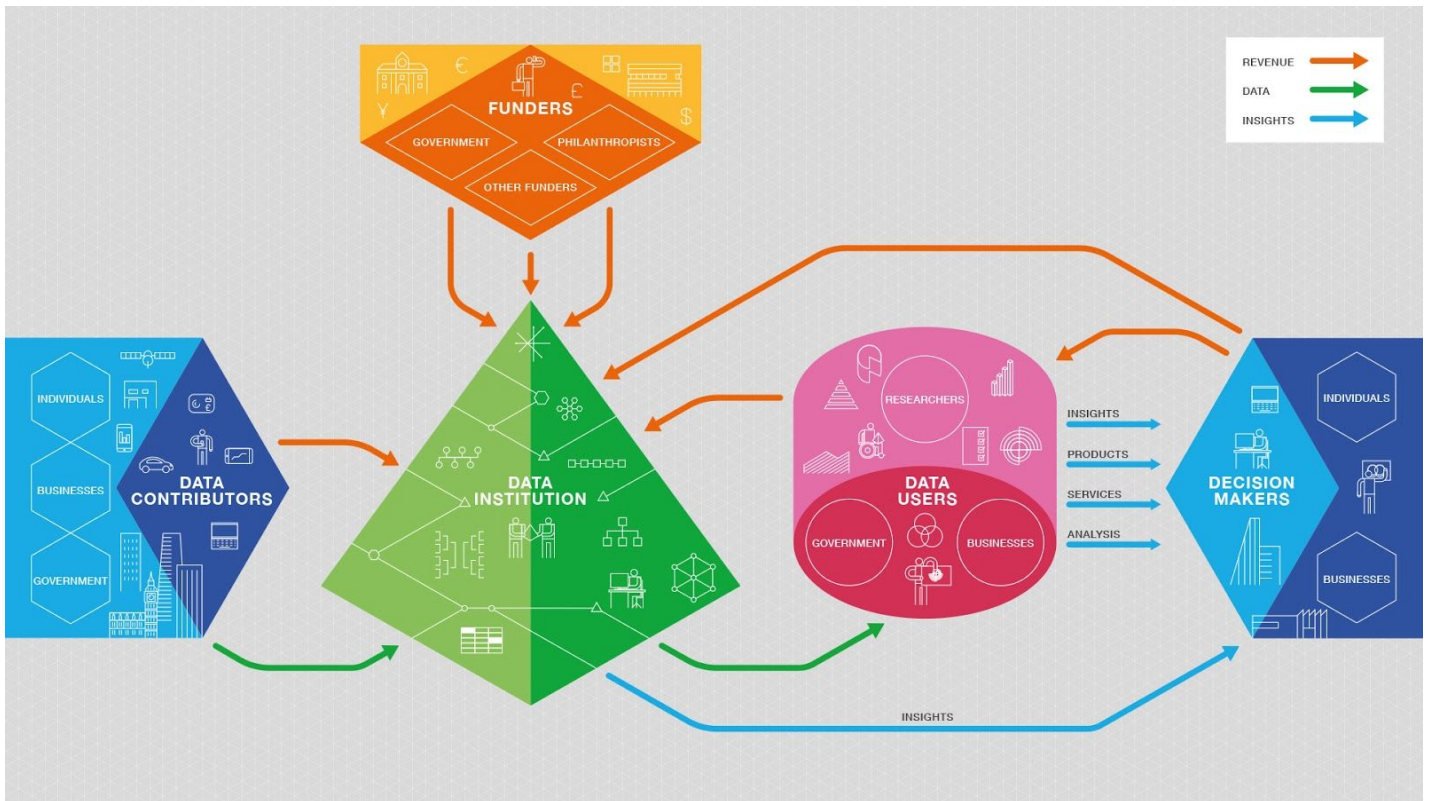 REVENUE
DATA
INSIGHTS
€
¥
£
$
FUNDERS
GOVERNMENT
PHILANTHROPISTS
OTHER FUNDERS
INDIVIDUALS
BUSINESSES
GOVERNMENT
DATA
CONTRIBUTORS
DATA
INSTITUTION
RESEARCHERS
DATA
USERS
GOVERNMENT
BUSINESSES
INSIGHTS
PRODUCTS
SERVICES
ANALYSIS
DECISION
MAKERS
INDIVIDUALS
BUSINESSES
INSIGHTS